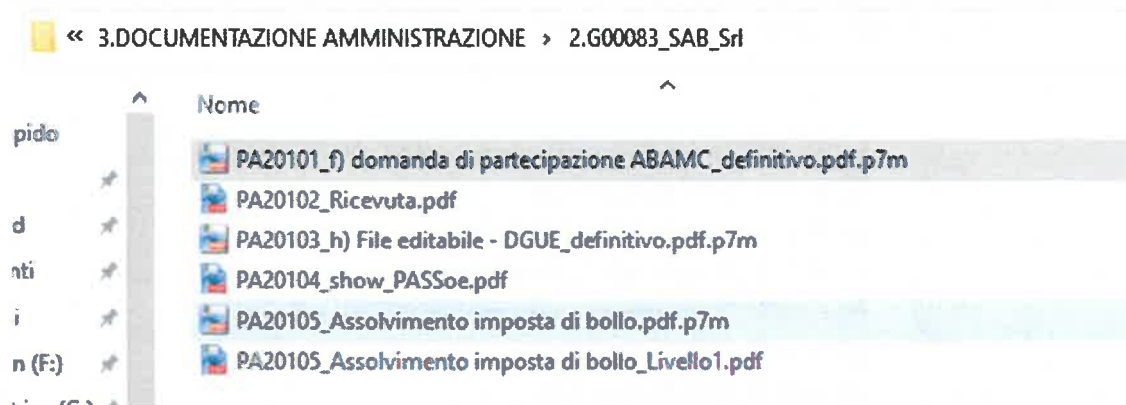 « 3.DOCUMENTAZIONE AMMINISTRAZIONE › 2.G00083_SAB_Srl
Nome
pido
PA20101_f) domanda di partecipazione ABAMC_definitivo.pdf.p7m
PA20102_Ricevuta.pdf
d
PA20103_h) File editabile - DGUE_definitivo.pdf.p7m
nti
PA20104_show_PASSoe.pdf
i
PA20105_Assolvimento imposta di bollo.pdf.p7m
n (F:)
PA20105_Assolvimento imposta di bollo_Livello1.pdf